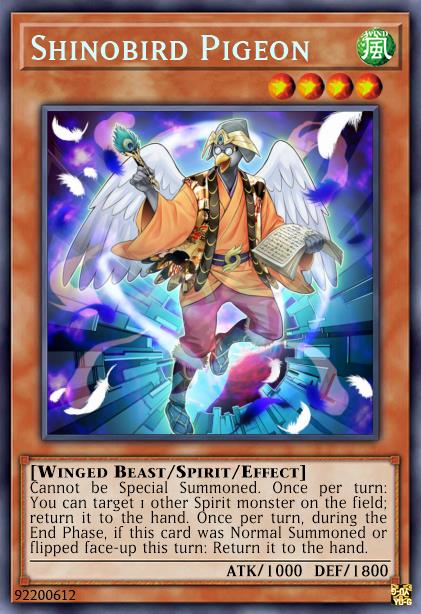 Shinobird Pigeon
WIND
風
[Winged Beast/Spirit/Effect]
Cannot be Special Summoned. Once per turn:
You can target 1 other Spirit monster on the field;
return it to the hand. Once per turn, during the
End Phase, if this card was Normal Summoned or
flipped face-up this turn: Return it to the hand.
ATK/1000 DEF/1800
92200612